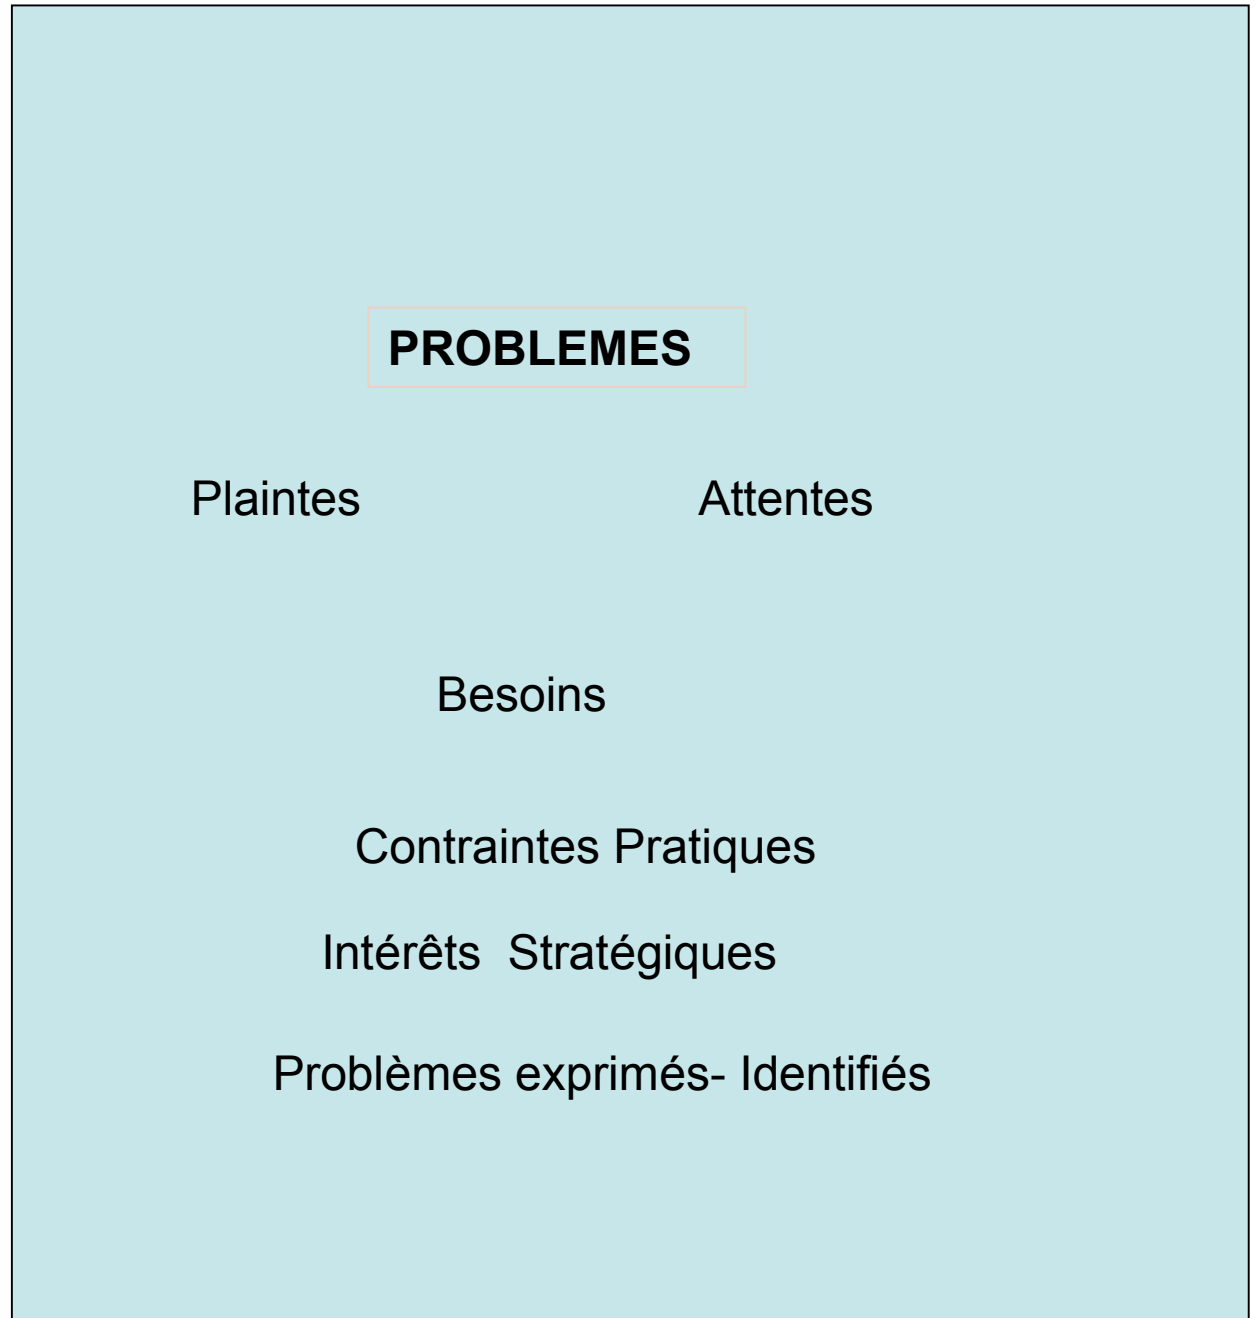 PROBLEMES
Plaintes Attentes
Besoins
Contraintes Pratiques
Intérêts Stratégiques
Problèmes exprimés- Identifiés